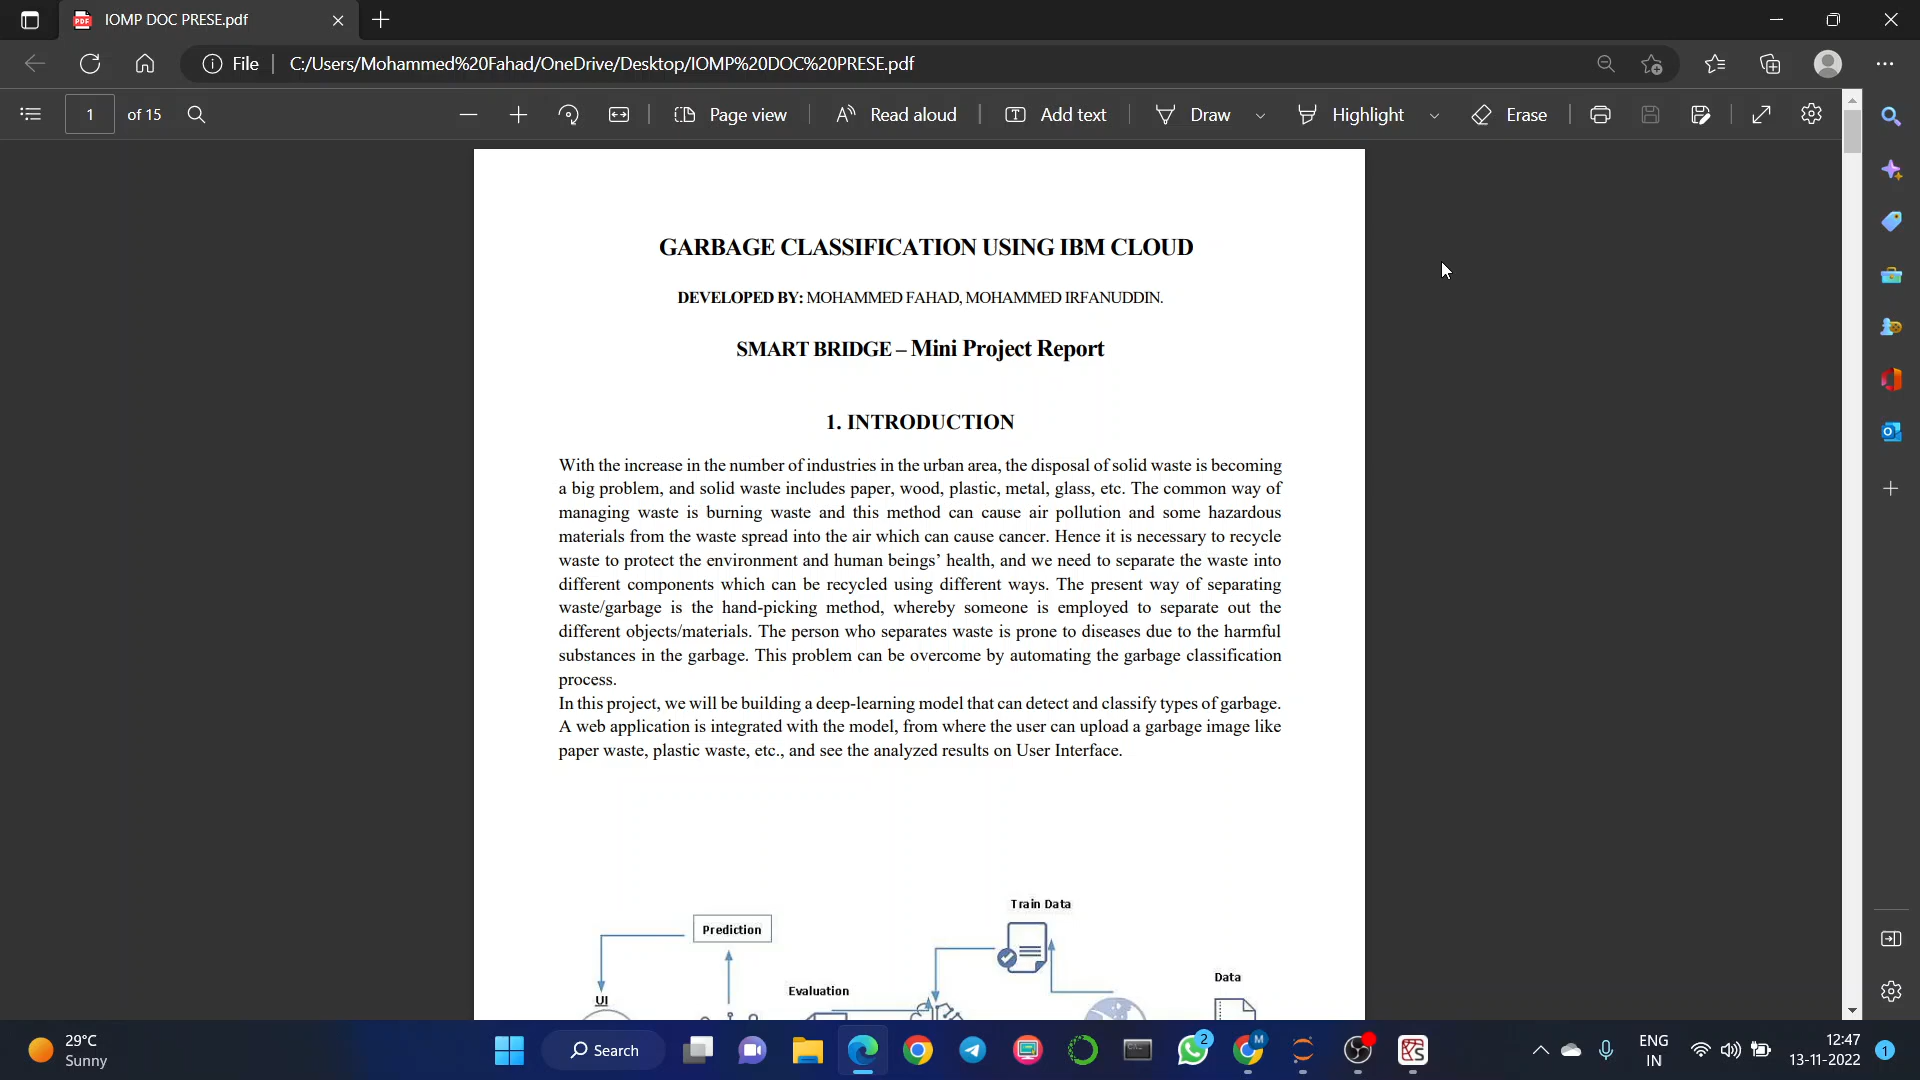 IOMP DOC PRESE.pdf
File
C:/Users/Mohammed%20Fahad/OneDrive/Desktop/IOMP%20DOC%20PRESE.pdf
1 of 15
Page view
Read aloud
Add text
Draw
Highlight
Erase
GARBAGE CLASSIFICATION USING IBM CLOUD
DEVELOPED BY: MOHAMMED FAHAD, MOHAMMED IRFANUDDIN.
SMART BRIDGE – Mini Project Report
1. INTRODUCTION
With the increase in the number of industries in the urban area, the disposal of solid waste is becoming
a big problem, and solid waste includes paper, wood, plastic, metal, glass, etc. The common way of
managing waste is burning waste and this method can cause air pollution and some hazardous
materials from the waste spread into the air which can cause cancer. Hence it is necessary to recycle
waste to protect the environment and human beings’ health, and we need to separate the waste into
different components which can be recycled using different ways. The present way of separating
waste/garbage is the hand-picking method, whereby someone is employed to separate out the
different objects/materials. The person who separates waste is prone to diseases due to the harmful
substances in the garbage. This problem can be overcome by automating the garbage classification
process.
In this project, we will be building a deep-learning model that can detect and classify types of garbage.
A web application is integrated with the model, from where the user can upload a garbage image like
paper waste, plastic waste, etc., and see the analyzed results on User Interface.
Train Data
Prediction
Data
Evaluation
UI
29°C
Sunny
Search
2
M
ENG
IN
12:47
13-11-2022
1